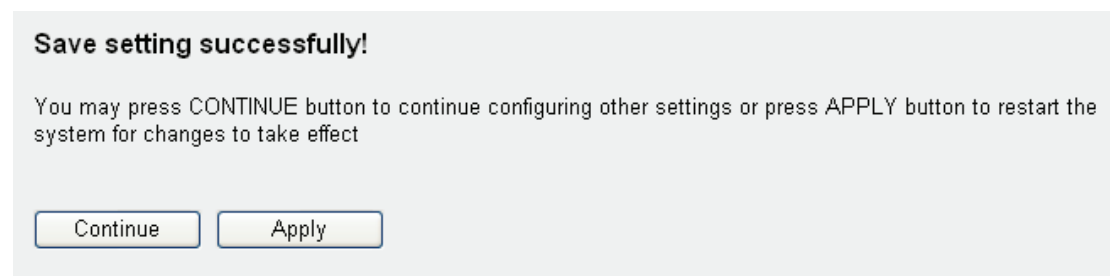 Save setting successfully!
You may press CONTINUE button to continue configuring other settings or press APPLY button to restart the
system for changes to take effect
Continue
Apply